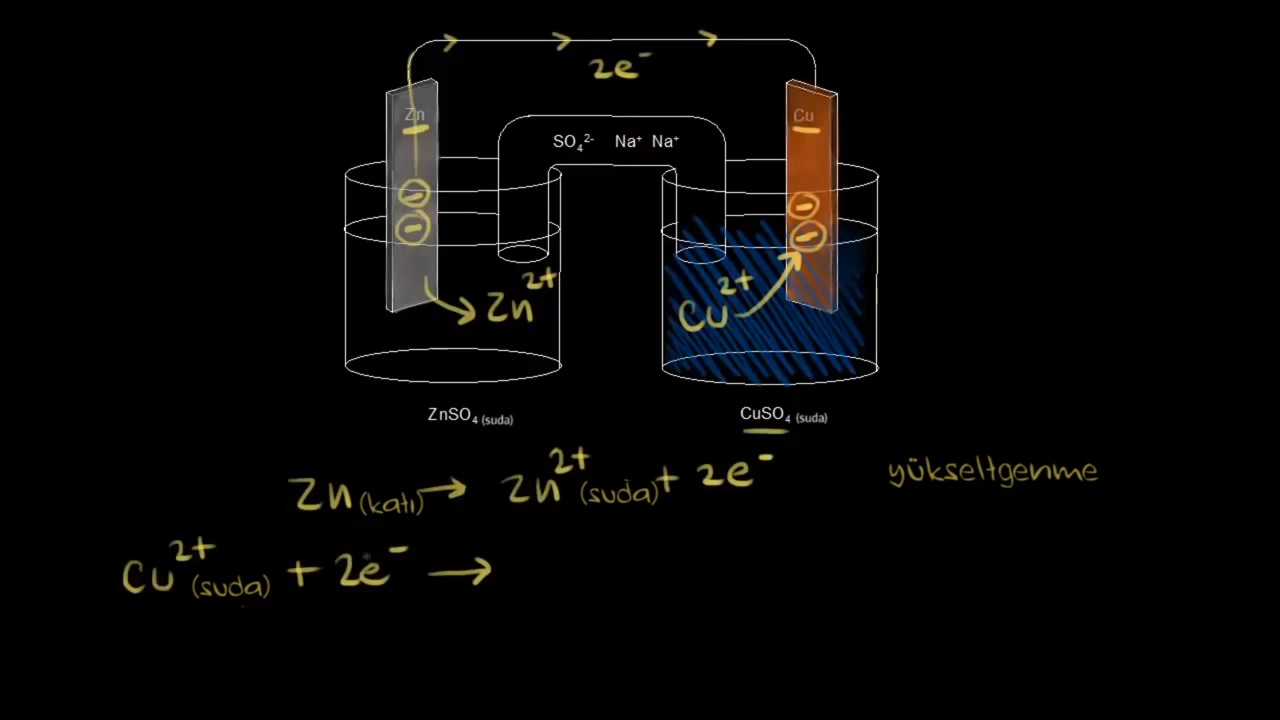 2e⁻
Zn
Cu
SO₄²⁻ Na⁺ Na⁺
Zn²⁺
Cu²⁺
ZnSO₄ (suda)
CuSO₄ (suda)
Zn(katı) → Zn²⁺(suda) + 2e⁻ yükseltgenme
Cu²⁺(suda) + 2e⁻ →